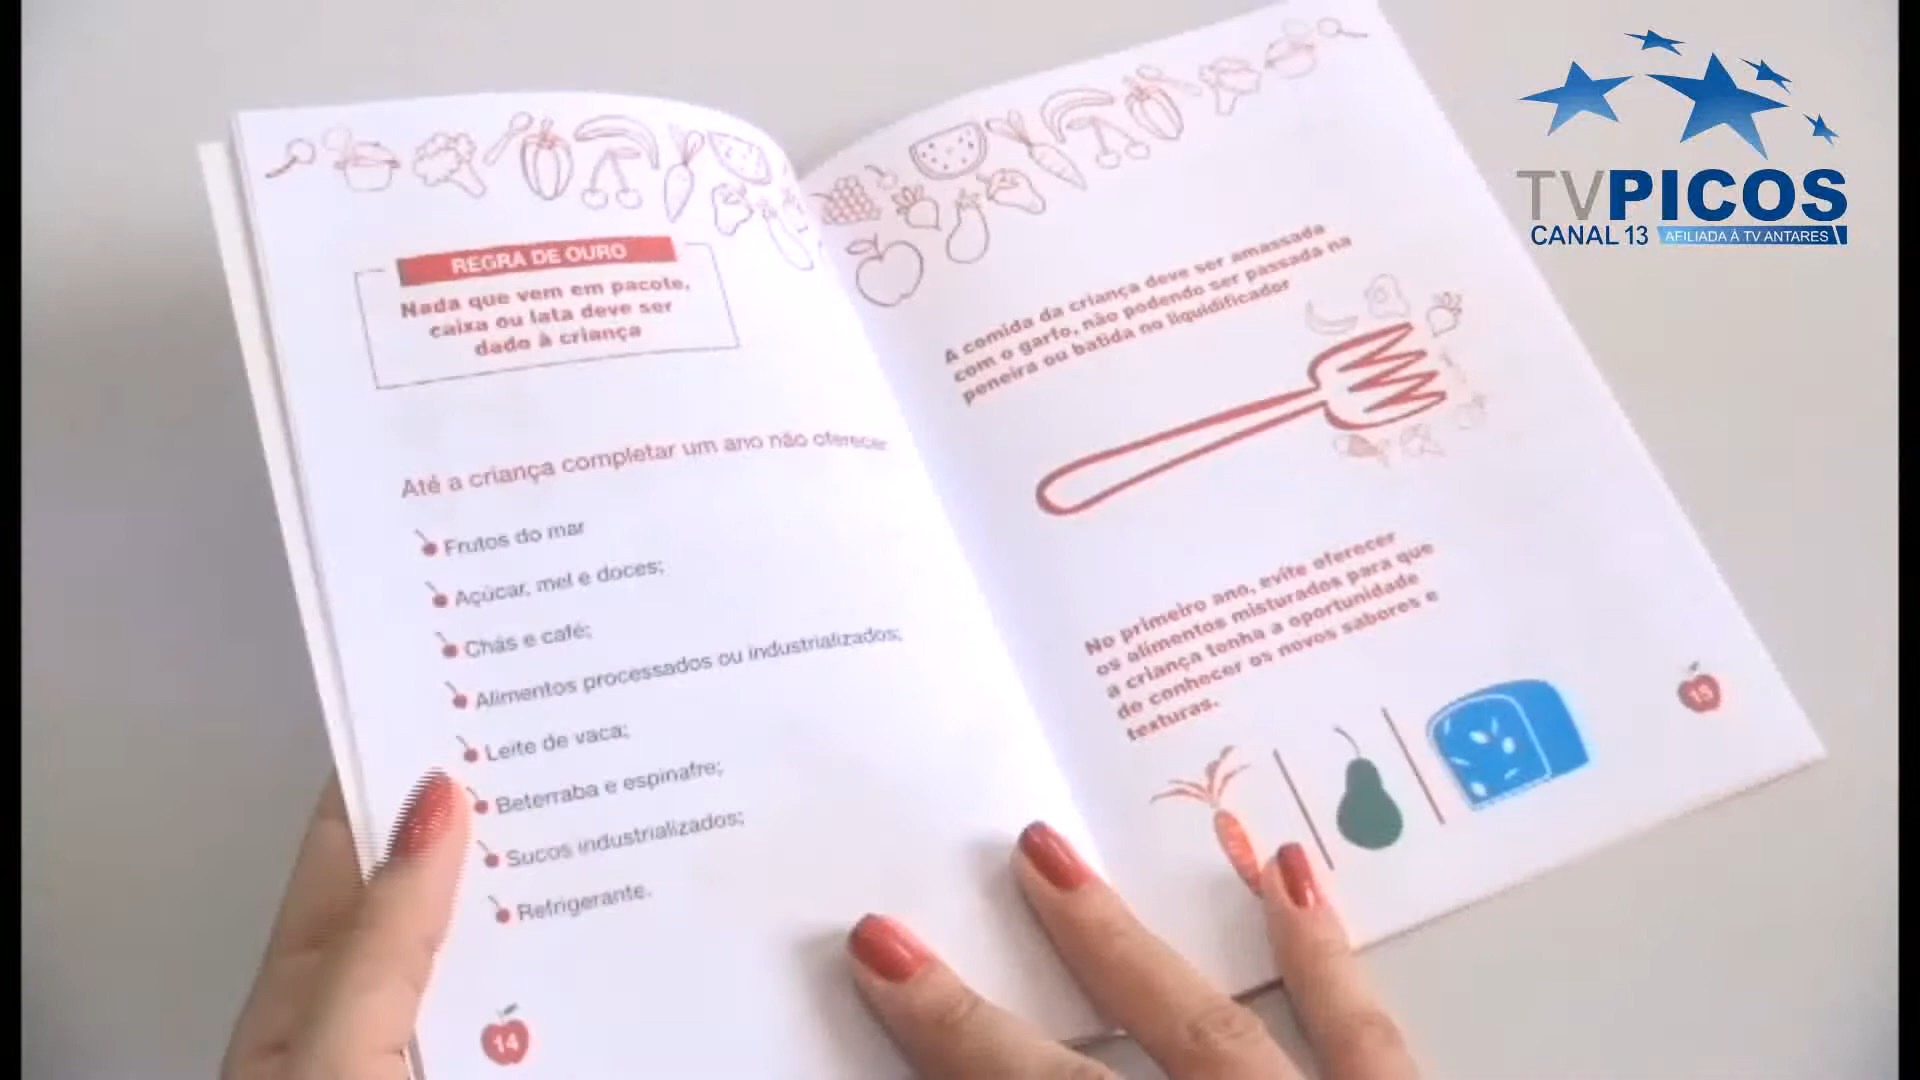 REGRA DE OURO
Nada que vem em pacote,
caixa ou lata deve ser
dado à criança
Até a criança completar um ano não oferecer
Frutos do mar
Açúcar, mel e doces;
Chás e café;
Alimentos processados ou industrializados;
Leite de vaca;
Beterraba e espinafre;
Sucos industrializados;
Refrigerante.
14
A comida da criança deve ser amassada
com o garfo, não podendo ser passada na
peneira ou batida no liquidificador
No primeiro ano, evite oferecer
os alimentos misturados para que
a criança tenha a oportunidade
de conhecer os novos sabores e
texturas.
15
TVPICOS
CANAL 13 AFILIADA À TV ANTARES